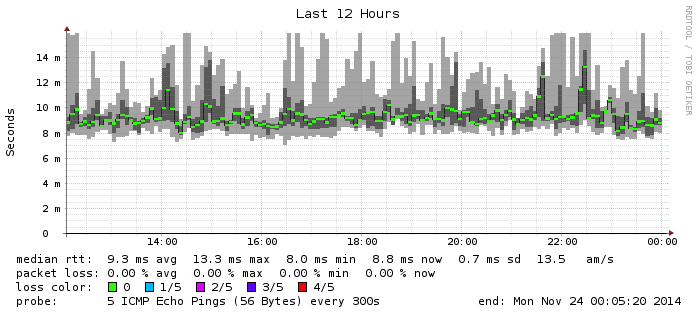 Last 12 Hours
RRDTOOL / TOBI OETIKER
Seconds
14 m
12 m
10 m
8 m
6 m
4 m
2 m
0
14:00 16:00 18:00 20:00 22:00 00:00
median rtt: 9.3 ms avg 13.3 ms max 8.0 ms min 8.8 ms now 0.7 ms sd 13.5 am/s
packet loss: 0.00 % avg 0.00 % max 0.00 % min 0.00 % now
loss color: 0 1/5 2/5 3/5 4/5
probe: 5 ICMP Echo Pings (56 Bytes) every 300s end: Mon Nov 24 00:05:20 2014